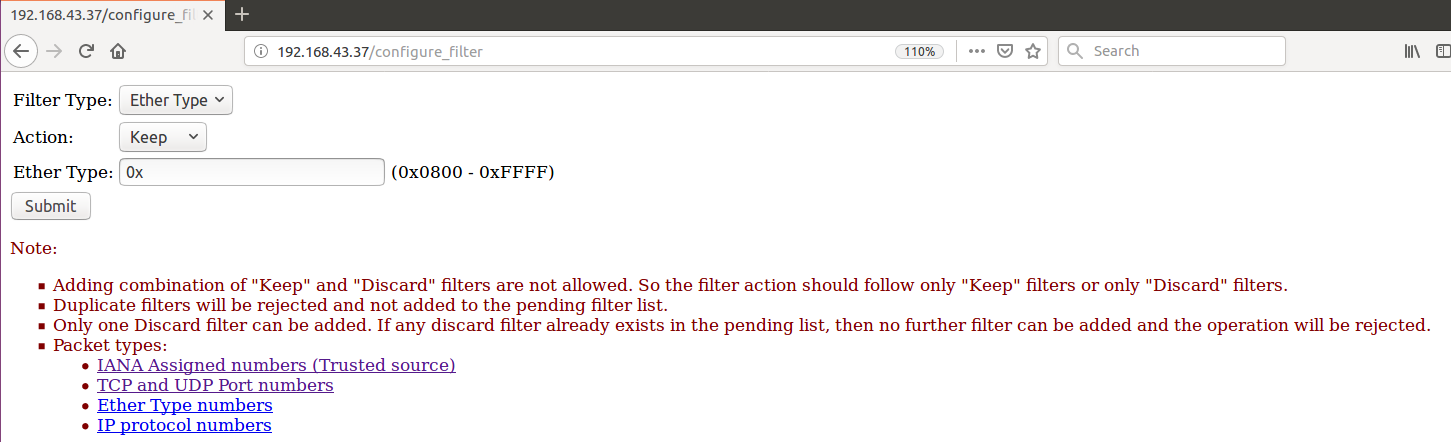 192.168.43.37/configure_fil
192.168.43.37/configure_filter
110%
Search
Filter Type: Ether Type
Action: Keep
Ether Type: 0x (0x0800 - 0xFFFF)
Submit
Note:
Adding combination of "Keep" and "Discard" filters are not allowed. So the filter action should follow only "Keep" filters or only "Discard" filters.
Duplicate filters will be rejected and not added to the pending filter list.
Only one Discard filter can be added. If any discard filter already exists in the pending list, then no further filter can be added and the operation will be rejected.
Packet types:
IANA Assigned numbers (Trusted source)
TCP and UDP Port numbers
Ether Type numbers
IP protocol numbers